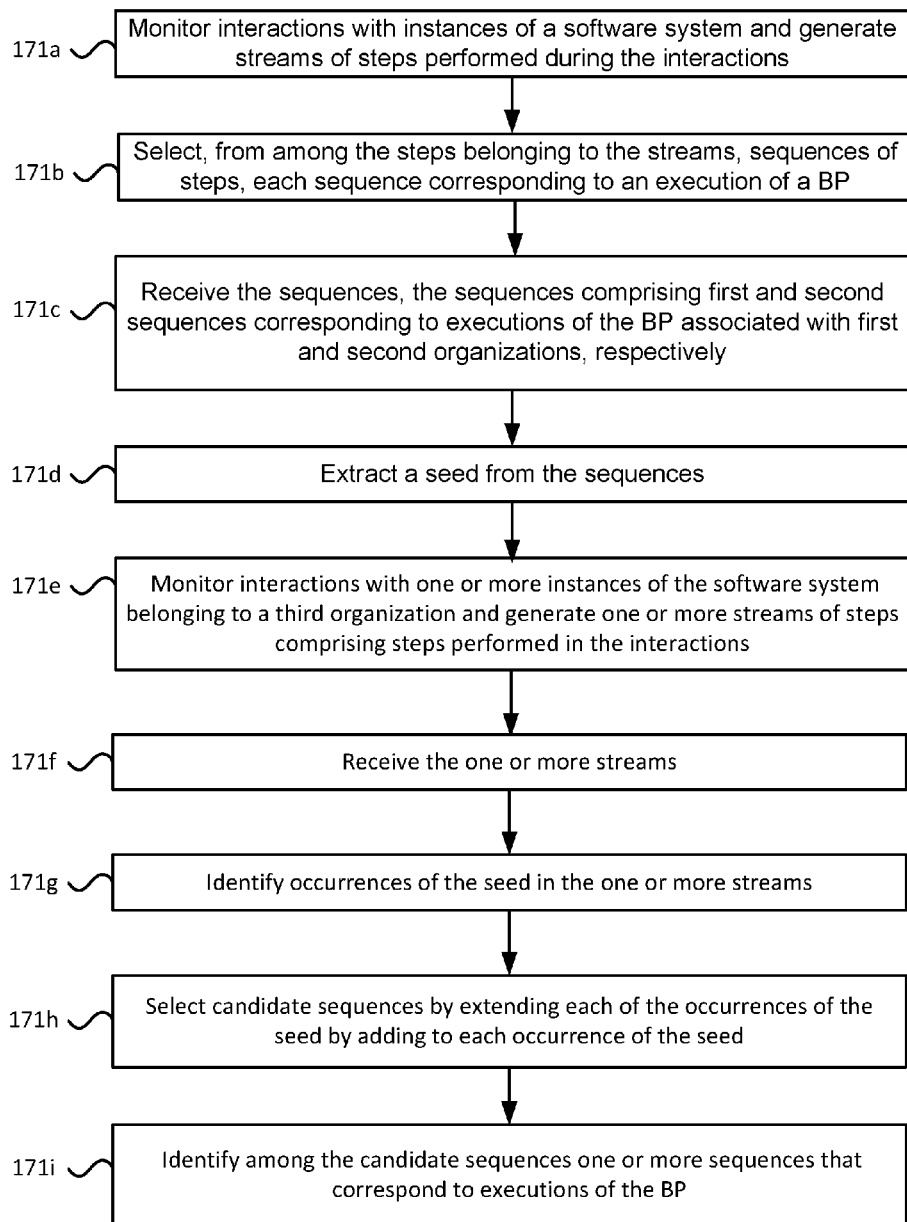 171a
Monitor interactions with instances of a software system and generate
streams of steps performed during the interactions
171b
Select, from among the steps belonging to the streams, sequences of
steps, each sequence corresponding to an execution of a BP
171c
Receive the sequences, the sequences comprising first and second
sequences corresponding to executions of the BP associated with first
and second organizations, respectively
171d
Extract a seed from the sequences
171e
Monitor interactions with one or more instances of the software system
belonging to a third organization and generate one or more streams of steps
comprising steps performed in the interactions
171f
Receive the one or more streams
171g
Identify occurrences of the seed in the one or more streams
171h
Select candidate sequences by extending each of the occurrences of the
seed by adding to each occurrence of the seed
171i
Identify among the candidate sequences one or more sequences that
correspond to executions of the BP